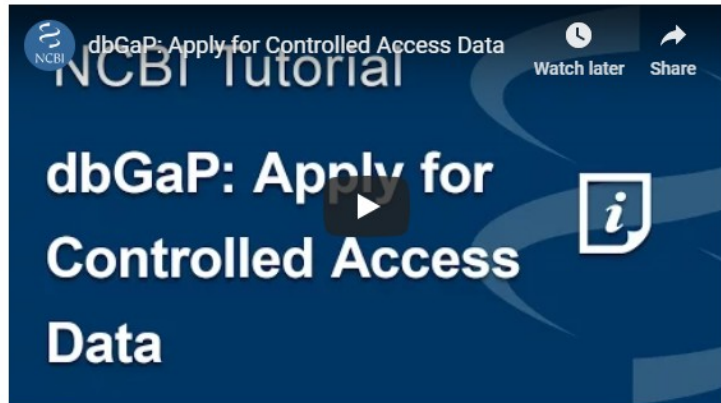 NCBI
dbGaP: Apply for Controlled Access Data
Watch later
Share
NCBI Tutorial
dbGaP: Apply for
Controlled Access
Data
i